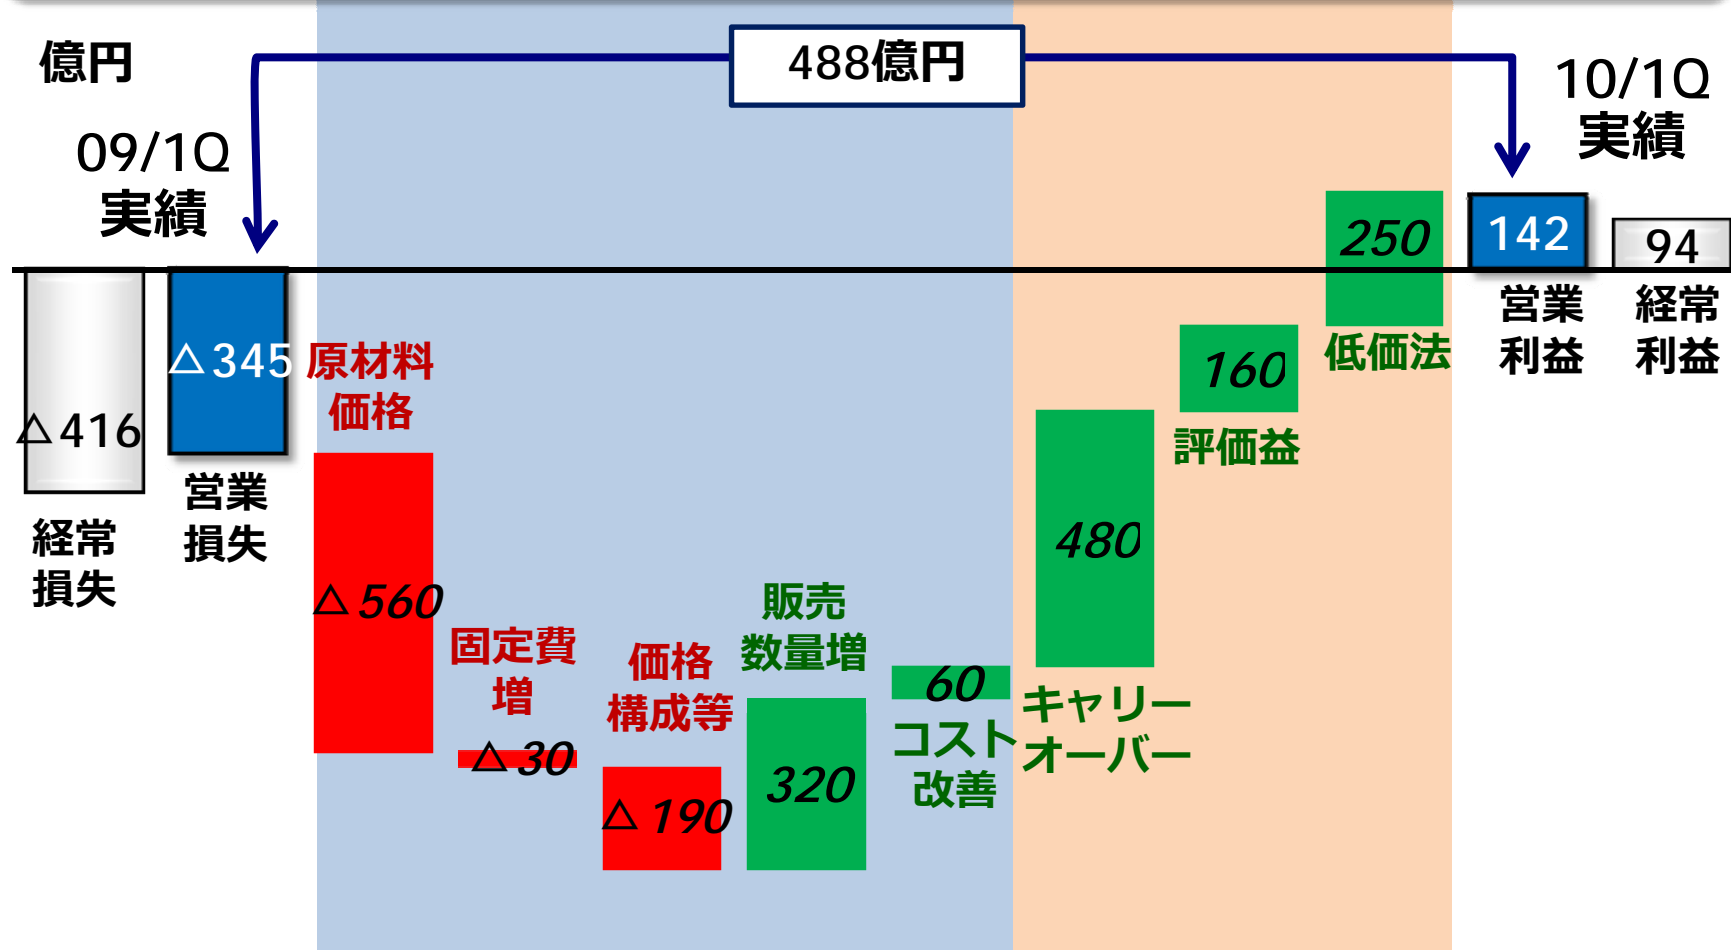 億円
488億円
09/1Q
実績
10/1Q
実績
△416
経常
損失
△345
営業
損失
原材料
価格
△560
固定費
増
△30
価格
構成等
△190
販売
数量増
320
60
コスト
改善
480
キャリー
オーバー
160
評価益
250
低価法
142
営業
利益
94
経常
利益